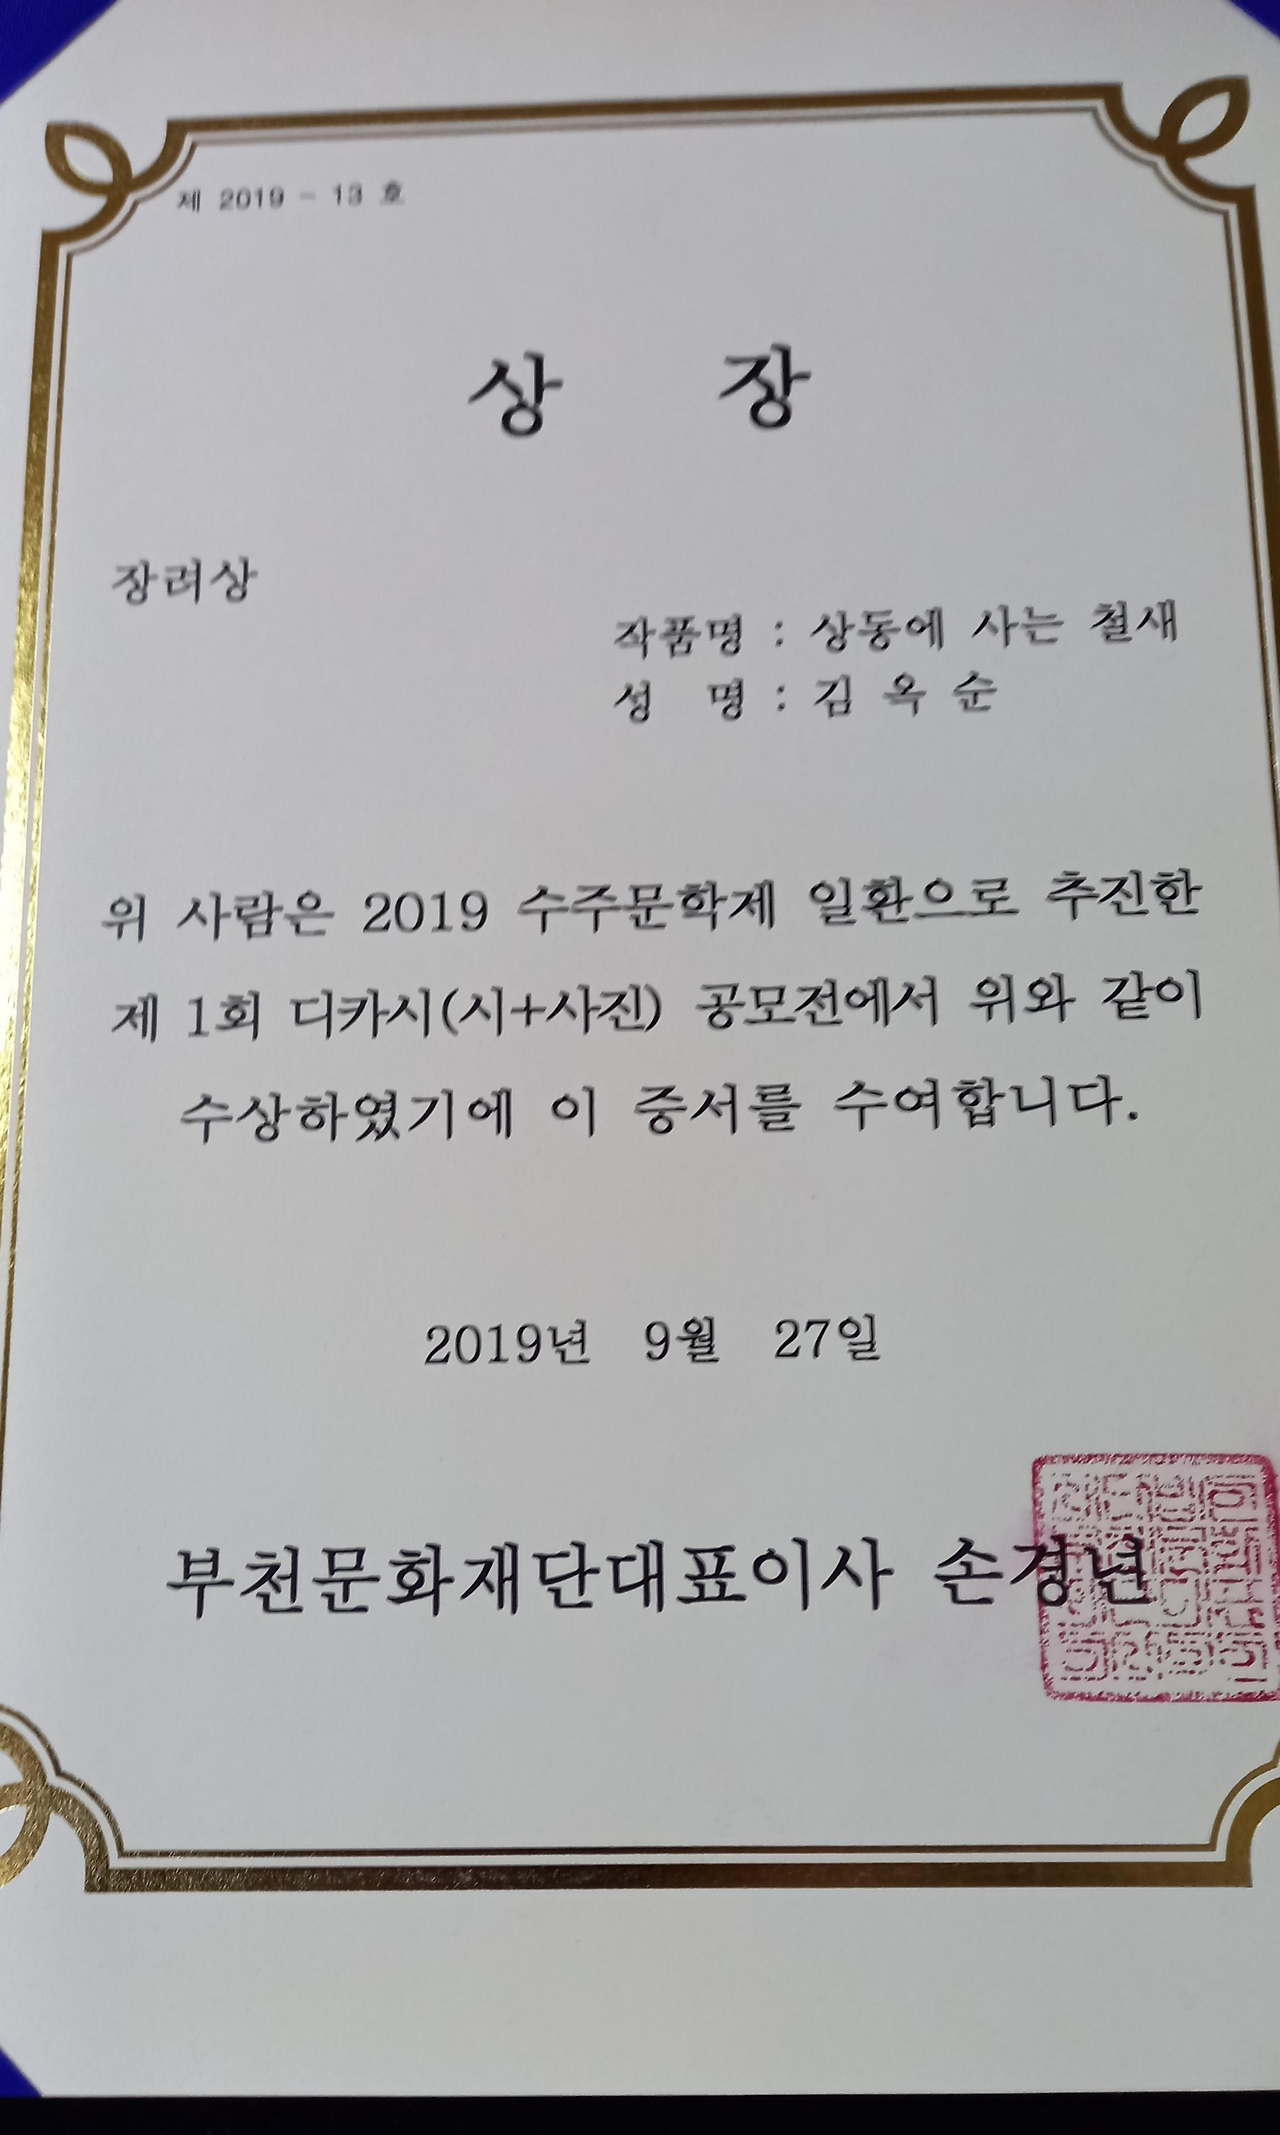 제 2019 - 13 호
상 장
장려상
작품명 : 상동에 사는 철새
성 명 : 김 옥 순
위 사람은 2019 수주문학제 일환으로 추진한
제 1회 디카시(시+사진) 공모전에서 위와 같이
수상하였기에 이 증서를 수여합니다.
2019년 9월 27일
부천문화재단대표이사 손경년